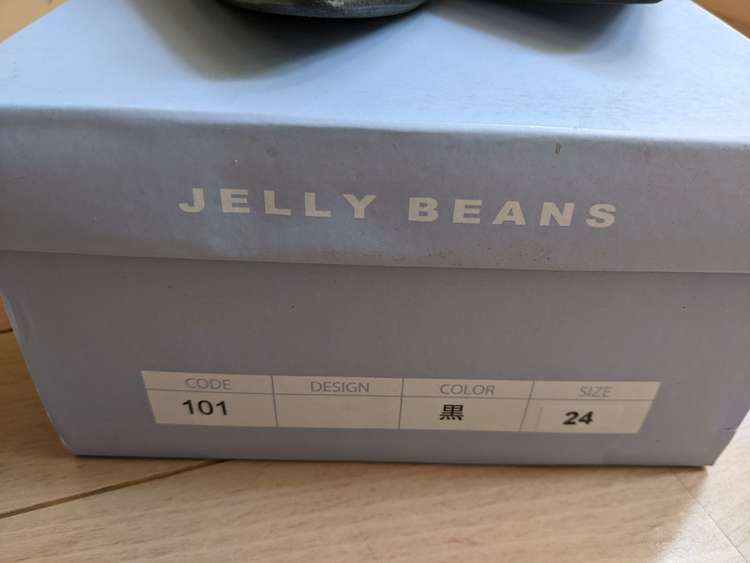 JELLY BEANS
CODE DESIGN COLOR SIZE
101 黒 24